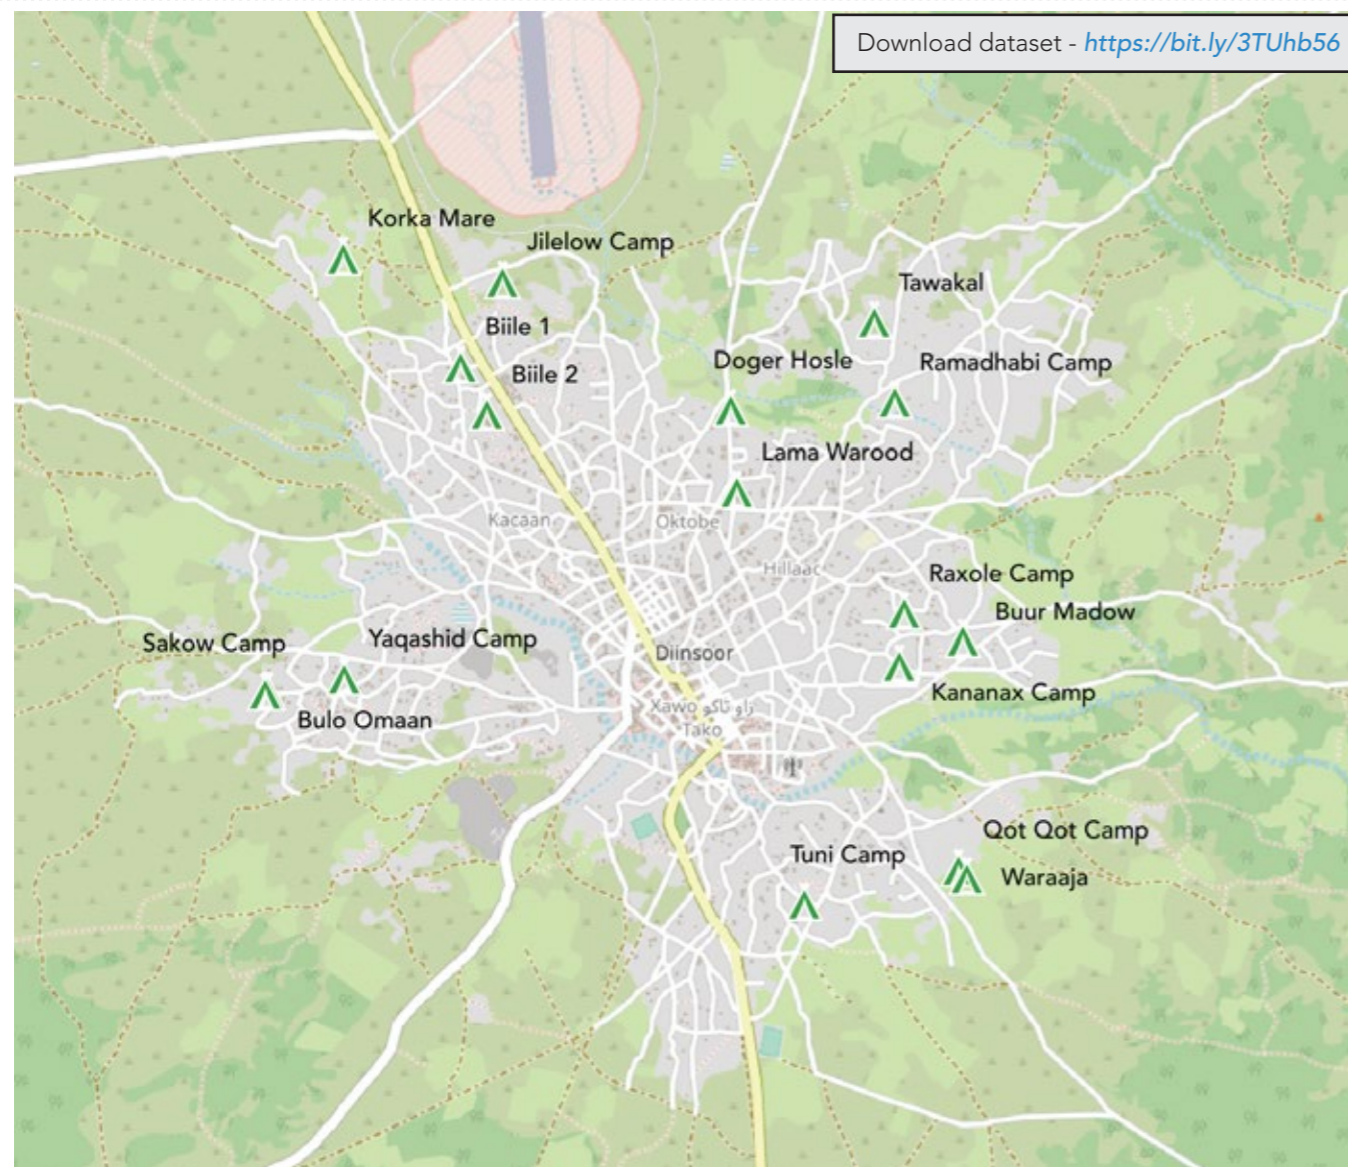 Download dataset - https://bit.ly/3TUhb56
Korka Mare
Jilelow Camp
Tawakal
Biile 1
Doger Hosle
Ramadhabi Camp
Biile 2
Lama Warood
Kacaan
Oktobe
Hillaac
Raxole Camp
Buur Madow
Sakow Camp
Yaqashid Camp
Diinsoor
Kananax Camp
Bulo Omaan
Xawo زاو تاكو
Tako
Qot Qot Camp
Tuni Camp
Waraaja